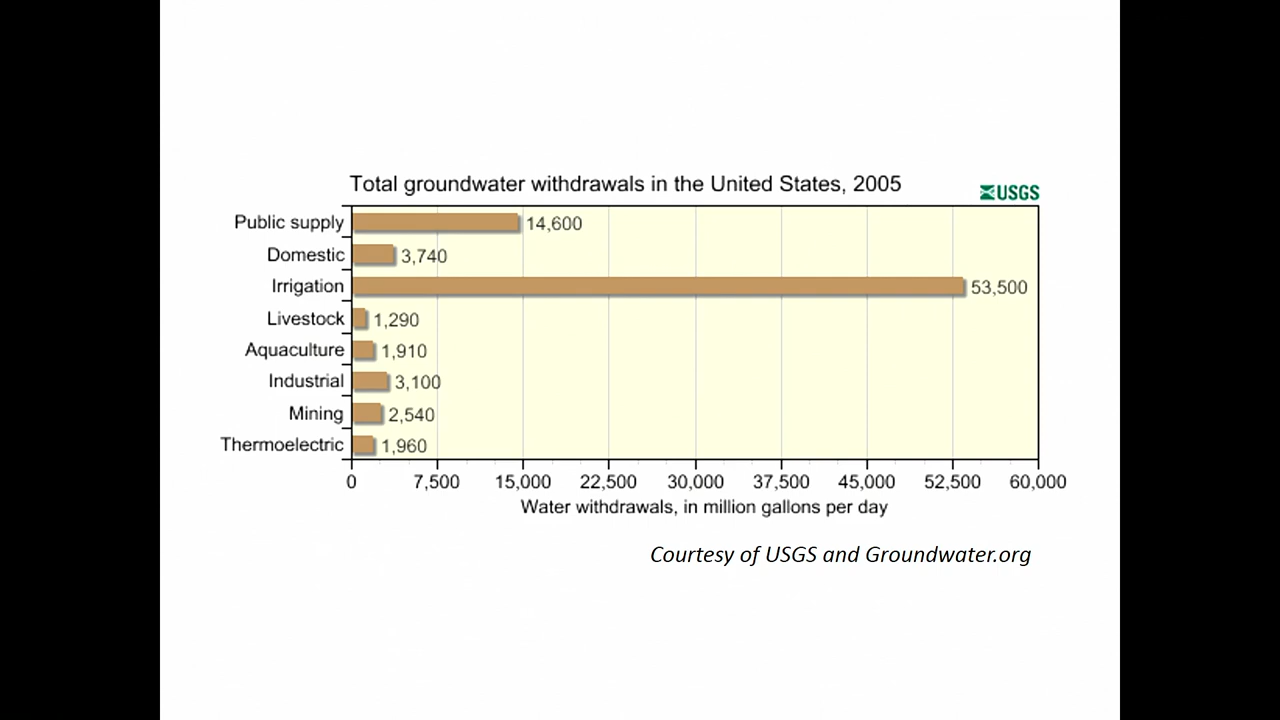 Total groundwater withdrawals in the United States, 2005
USGS
Public supply 14,600
Domestic 3,740
Irrigation 53,500
Livestock 1,290
Aquaculture 1,910
Industrial 3,100
Mining 2,540
Thermoelectric 1,960
0 7,500 15,000 22,500 30,000 37,500 45,000 52,500 60,000
Water withdrawals, in million gallons per day
Courtesy of USGS and Groundwater.org